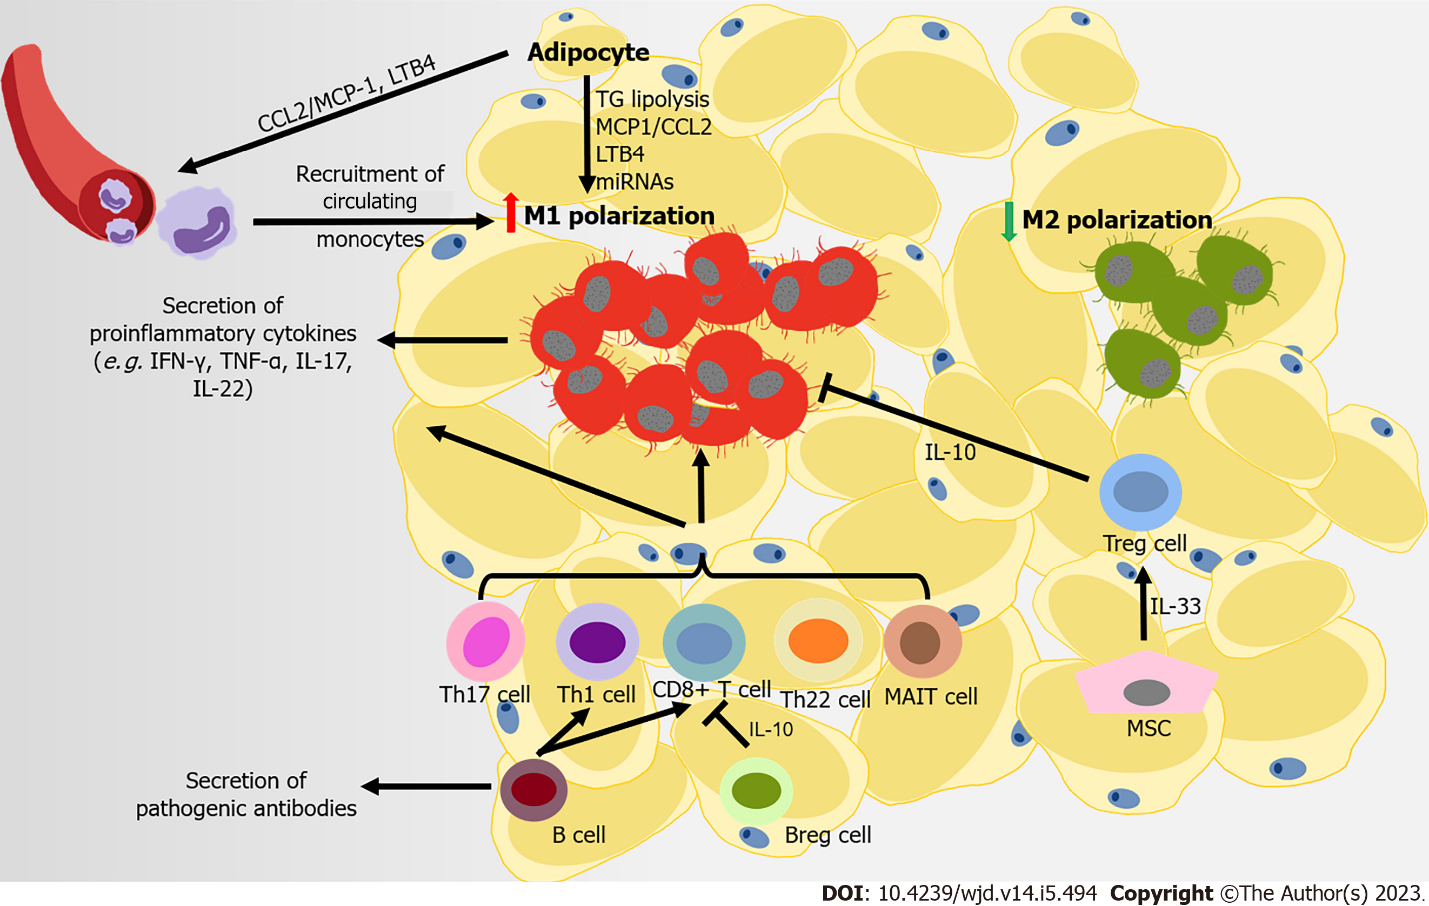 Adipocyte
CCL2/MCP-1, LTB4
TG lipolysis
MCP1/CCL2
LTB4
miRNAs
Recruitment of
circulating
monocytes
M1 polarization
M2 polarization
Secretion of
proinflammatory cytokines
(e.g. IFN-γ, TNF-α, IL-17,
IL-22)
IL-10
Treg cell
IL-33
MSC
Th17 cell
Th1 cell
CD8+ T cell
Th22 cell
MAIT cell
IL-10
Secretion of
pathogenic antibodies
B cell
Breg cell
DOI: 10.4239/wjd.v14.i5.494 Copyright ©The Author(s) 2023.